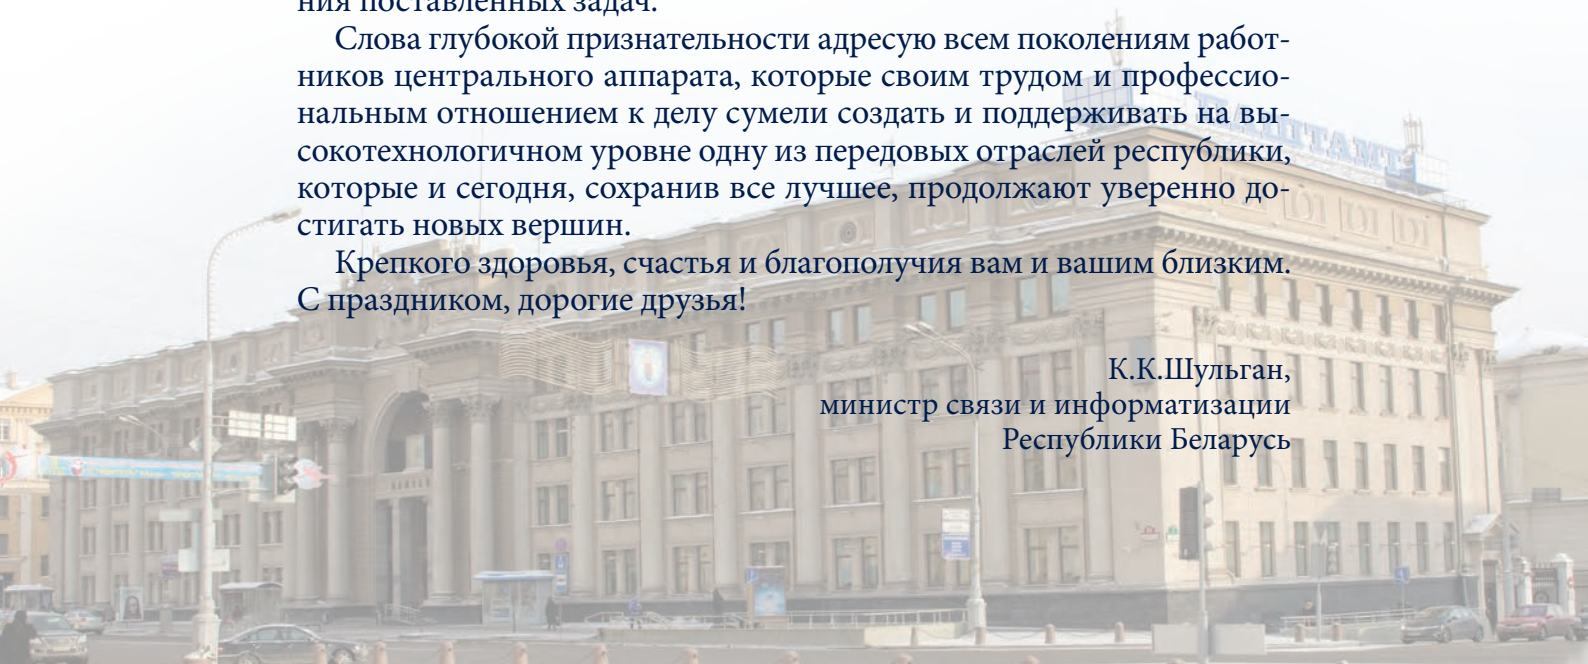 ния поставленных задач.
Слова глубокой признательности адресую всем поколениям работ-
ников центрального аппарата, которые своим трудом и профессио-
нальным отношением к делу сумели создать и поддерживать на вы-
сокотехнологичном уровне одну из передовых отраслей республики,
которые и сегодня, сохранив все лучшее, продолжают уверенно до-
стигать новых вершин.
Крепкого здоровья, счастья и благополучия вам и вашим близким.
С праздником, дорогие друзья!
К.К.Шульган,
министр связи и информатизации
Республики Беларусь
ПАШТАМТ